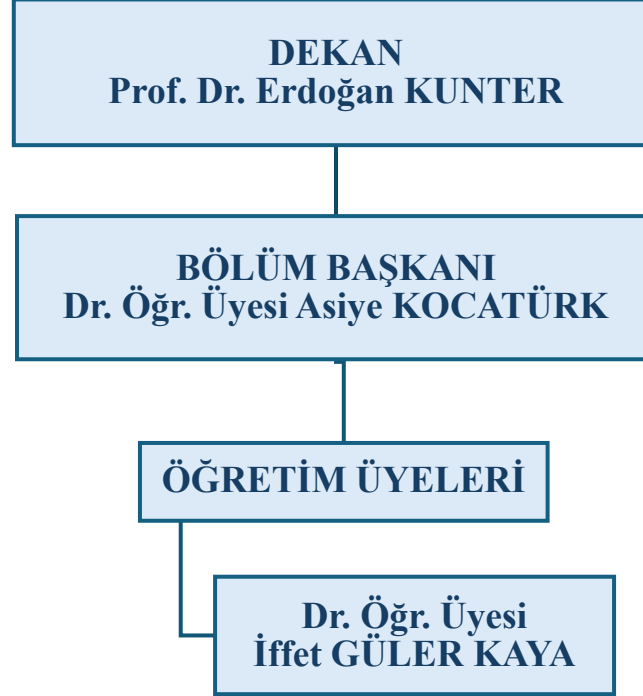 DEKAN
Prof. Dr. Erdoğan KUNTER
BÖLÜM BAŞKANI
Dr. Öğr. Üyesi Asiye KOCATÜRK
ÖĞRETİM ÜYELERİ
Dr. Öğr. Üyesi
İffet GÜLER KAYA